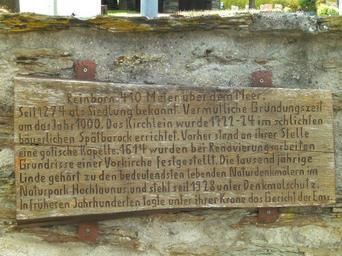 Reinborn 410 Meter über dem Meer
Seit 1274 als Siedlung bekannt. Vermutliche Gründungszeit
um das Jahr 1000. Das Kirchlein wurde 1722-24 im schlichten
bäuerlichen Spätbarock errichtet. Vorher stand an ihrer Stelle
eine gotische Kapelle. 1614 wurden bei Renovierungsarbeiten
Grundrisse einer Vorkirche festgestellt. Die tausend jährige
Linde gehört zu den bedeutendsten lebenden Naturdenkmälern im
Naturpark Hochtaunus und steht seit 1928 unter Denkmalschutz.
In früheren Jahrhunderten tagte unter ihrer Krone das Gericht der